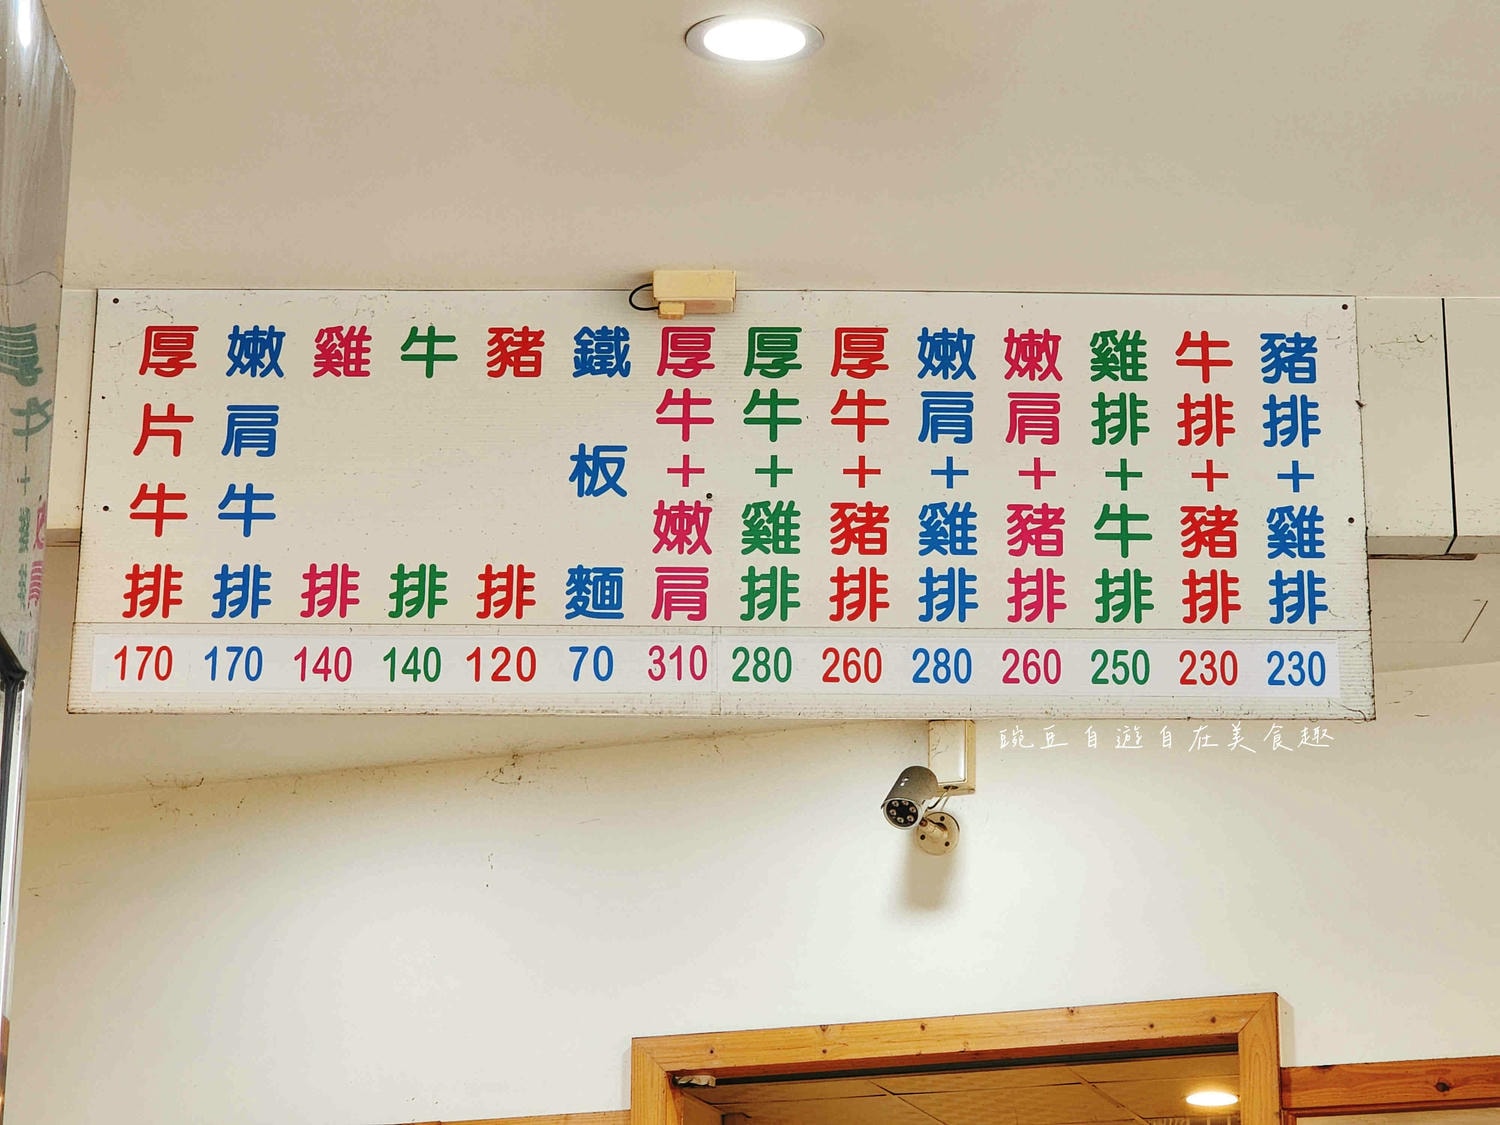 厚片牛排 170
嫩肩牛排 170
雞排 140
牛排 140
豬排 120
鐵板麵 70
厚牛+嫩肩 310
厚牛+雞排 280
厚牛+豬排 260
嫩肩+雞排 280
嫩肩+豬排 260
雞排+牛排 250
牛排+豬排 230
豬排+雞排 230
豌豆自遊自在美食趣